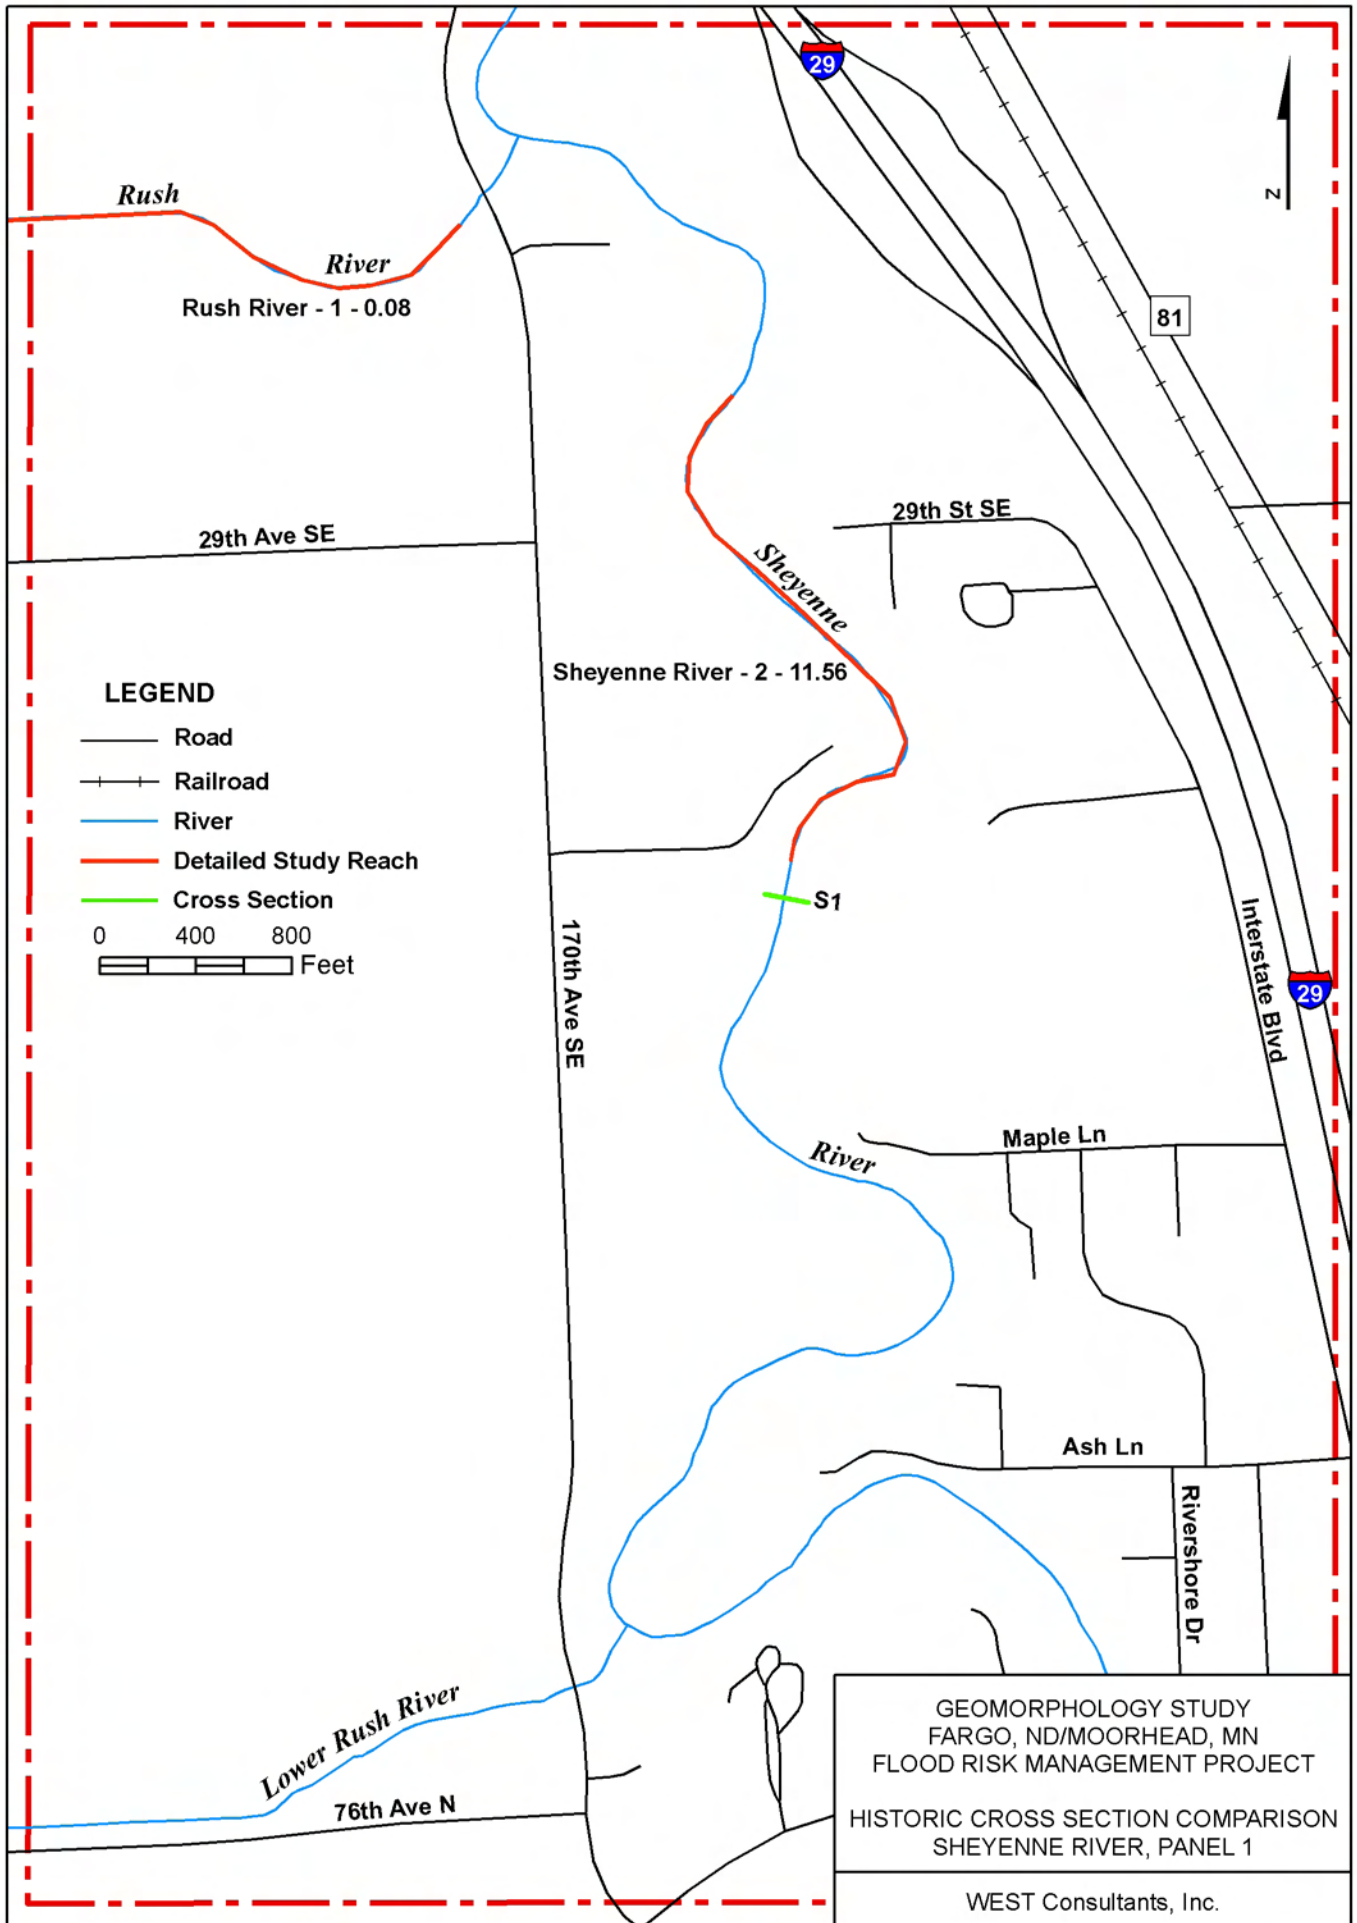 29
Z
Rush
River
Rush River - 1 - 0.08
81
29th Ave SE
29th St SE
Sheyenne
Sheyenne River - 2 - 11.56
LEGEND
Road
Railroad
River
Detailed Study Reach
Cross Section
0 400 800
Feet
S1
170th Ave SE
Interstate Blvd
29
Maple Ln
River
Ash Ln
Rivershore Dr
Lower Rush River
76th Ave N
GEOMORPHOLOGY STUDY
FARGO, ND/MOORHEAD, MN
FLOOD RISK MANAGEMENT PROJECT
HISTORIC CROSS SECTION COMPARISON
SHEYENNE RIVER, PANEL 1
WEST Consultants, Inc.